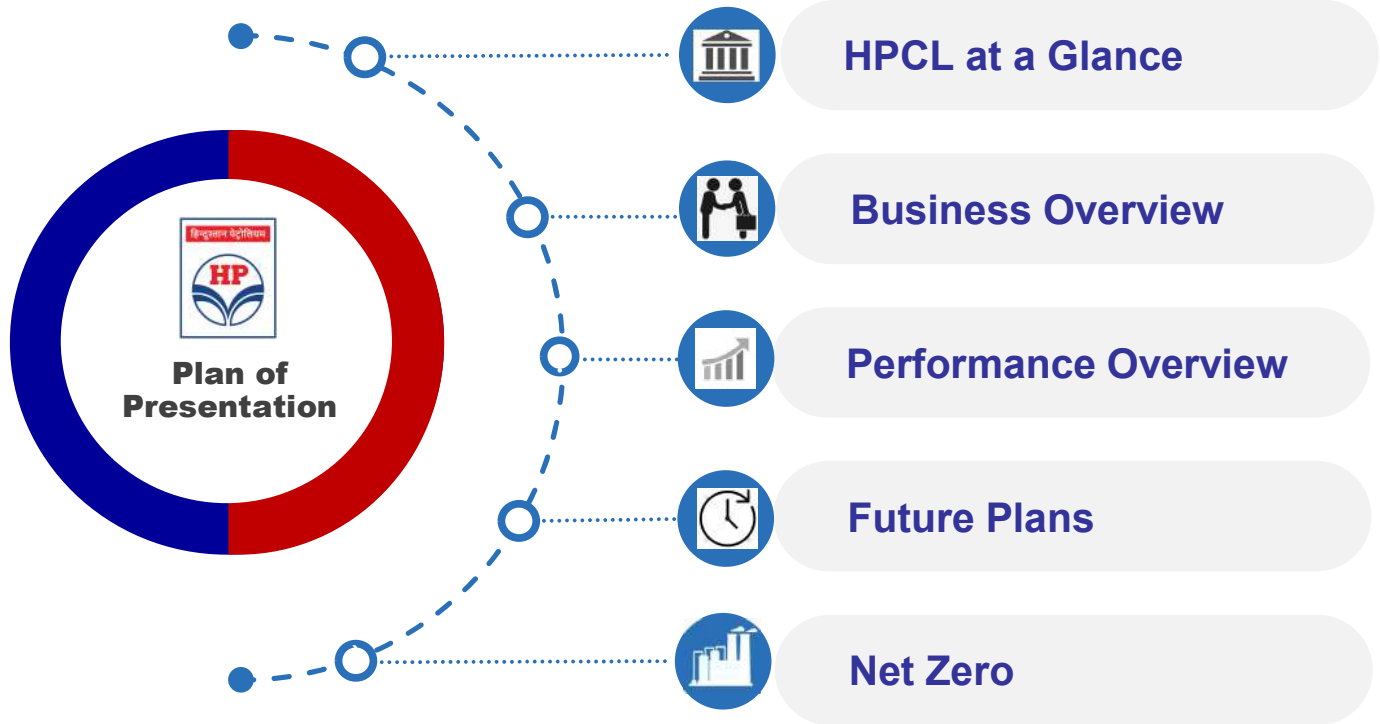 हिन्दुस्तान पेट्रोलियम
HP
Plan of
Presentation
HPCL at a Glance
Business Overview
Performance Overview
Future Plans
Net Zero